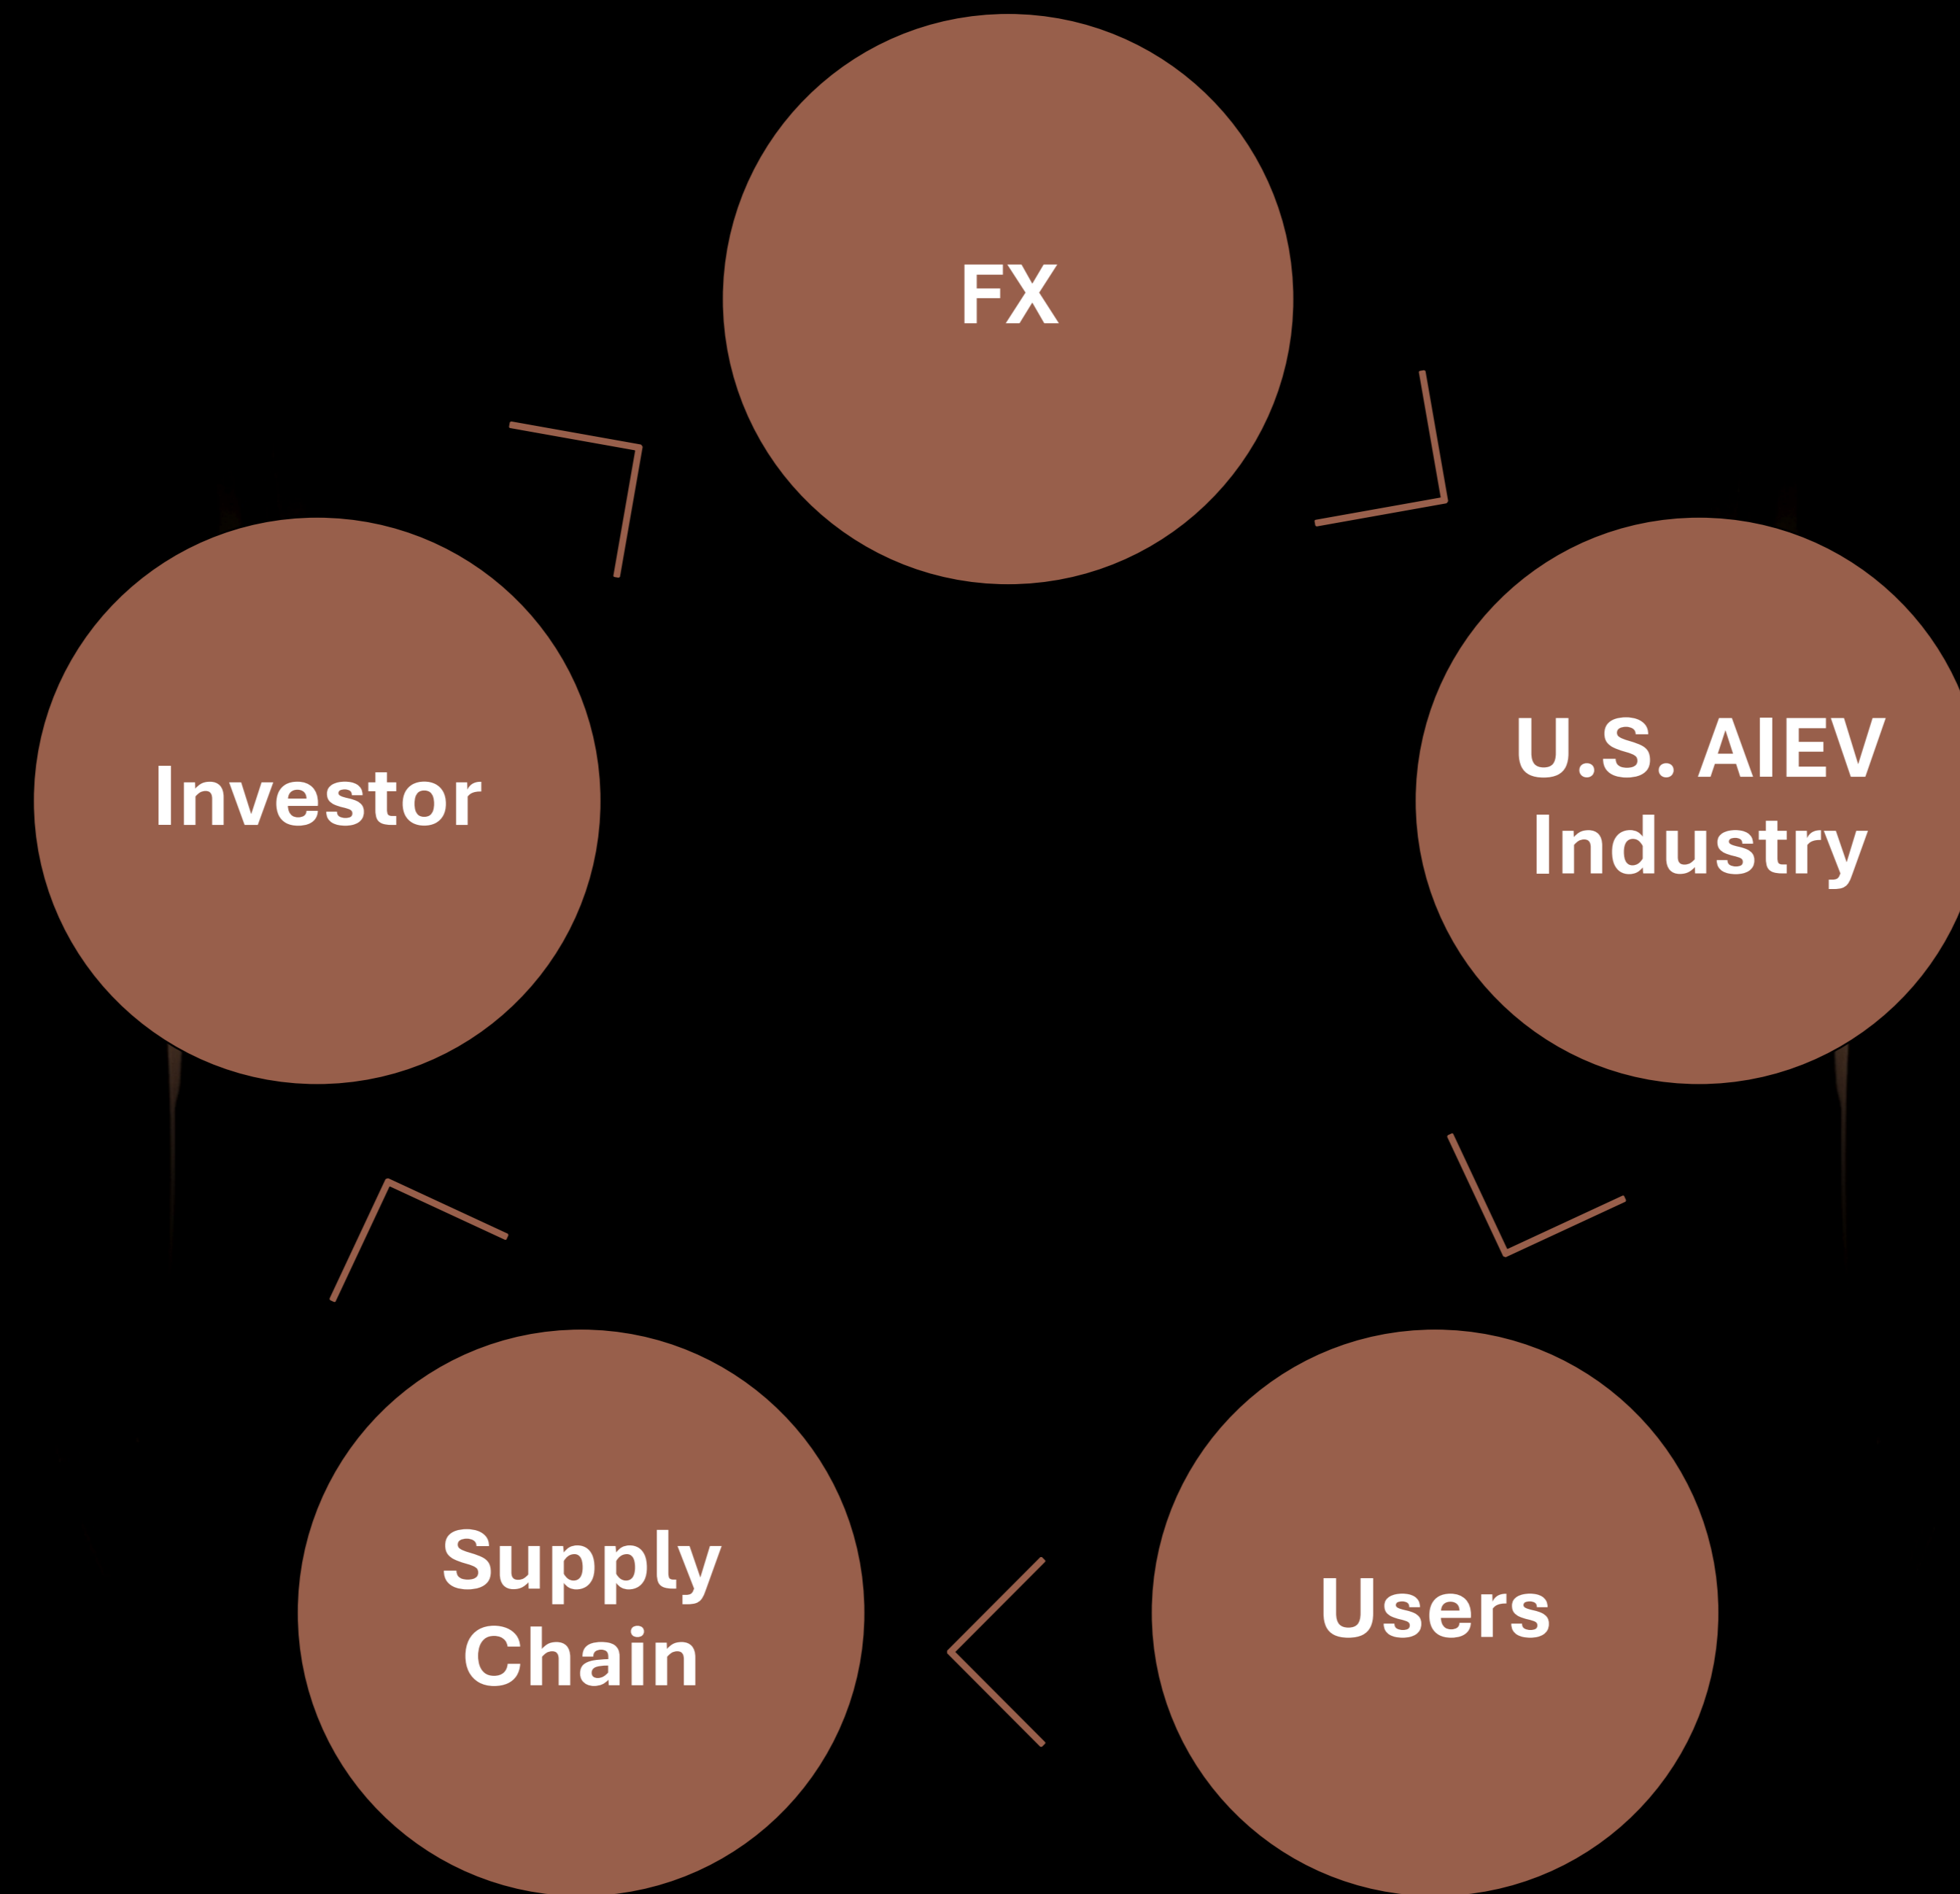 FX
U.S. AIEV
Industry
Users
Supply
Chain
Investor